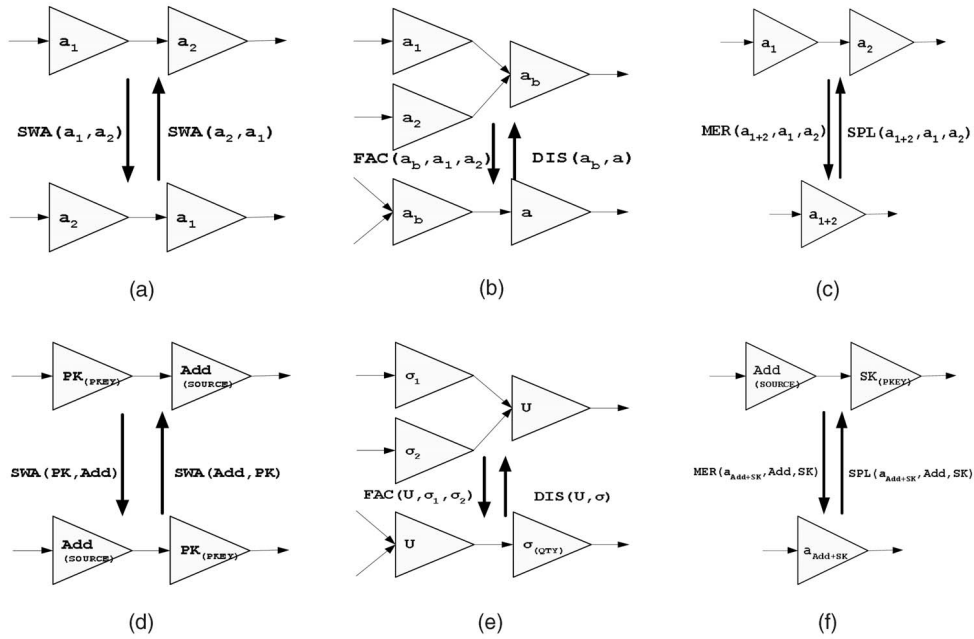 a1 a2
SWA(a1,a2) SWA(a2,a1)
a2 a1
(a)
a1
ab
a2
FAC(ab,a1,a2) DIS(ab,a)
ab a
(b)
a1 a2
MER(a1+2,a1,a2) SPL(a1+2,a1,a2)
a1+2
(c)
PK(PKEY) Add(SOURCE)
SWA(PK,Add) SWA(Add,PK)
Add(SOURCE) PK(PKEY)
(d)
σ1
U
σ2
FAC(U,σ1,σ2) DIS(U,σ)
U σ(QTY)
(e)
Add(SOURCE) SK(PKEY)
MER(aAdd+SK,Add,SK) SPL(aAdd+SK,Add,SK)
aAdd+SK
(f)